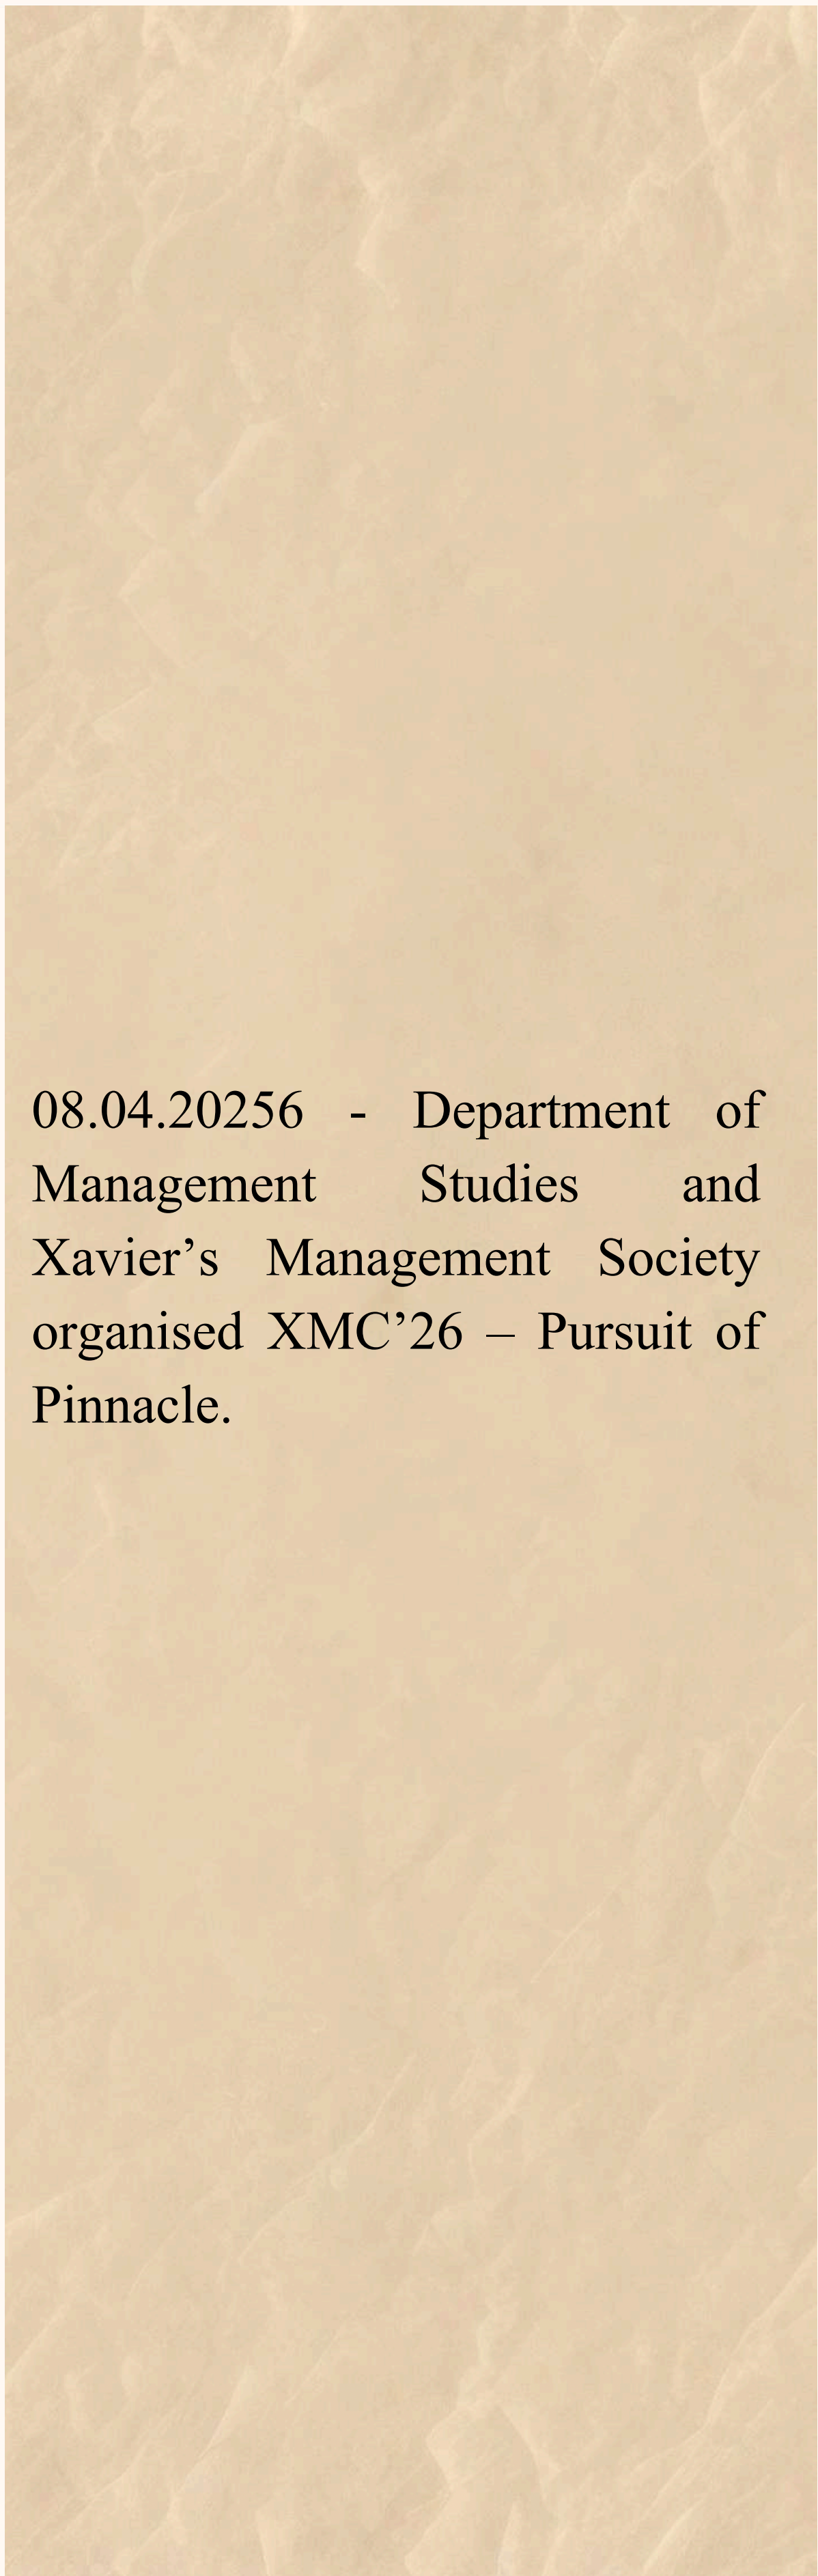 08.04.20256 - Department of
Management Studies and
Xavier’s Management Society
organised XMC’26 – Pursuit of
Pinnacle.